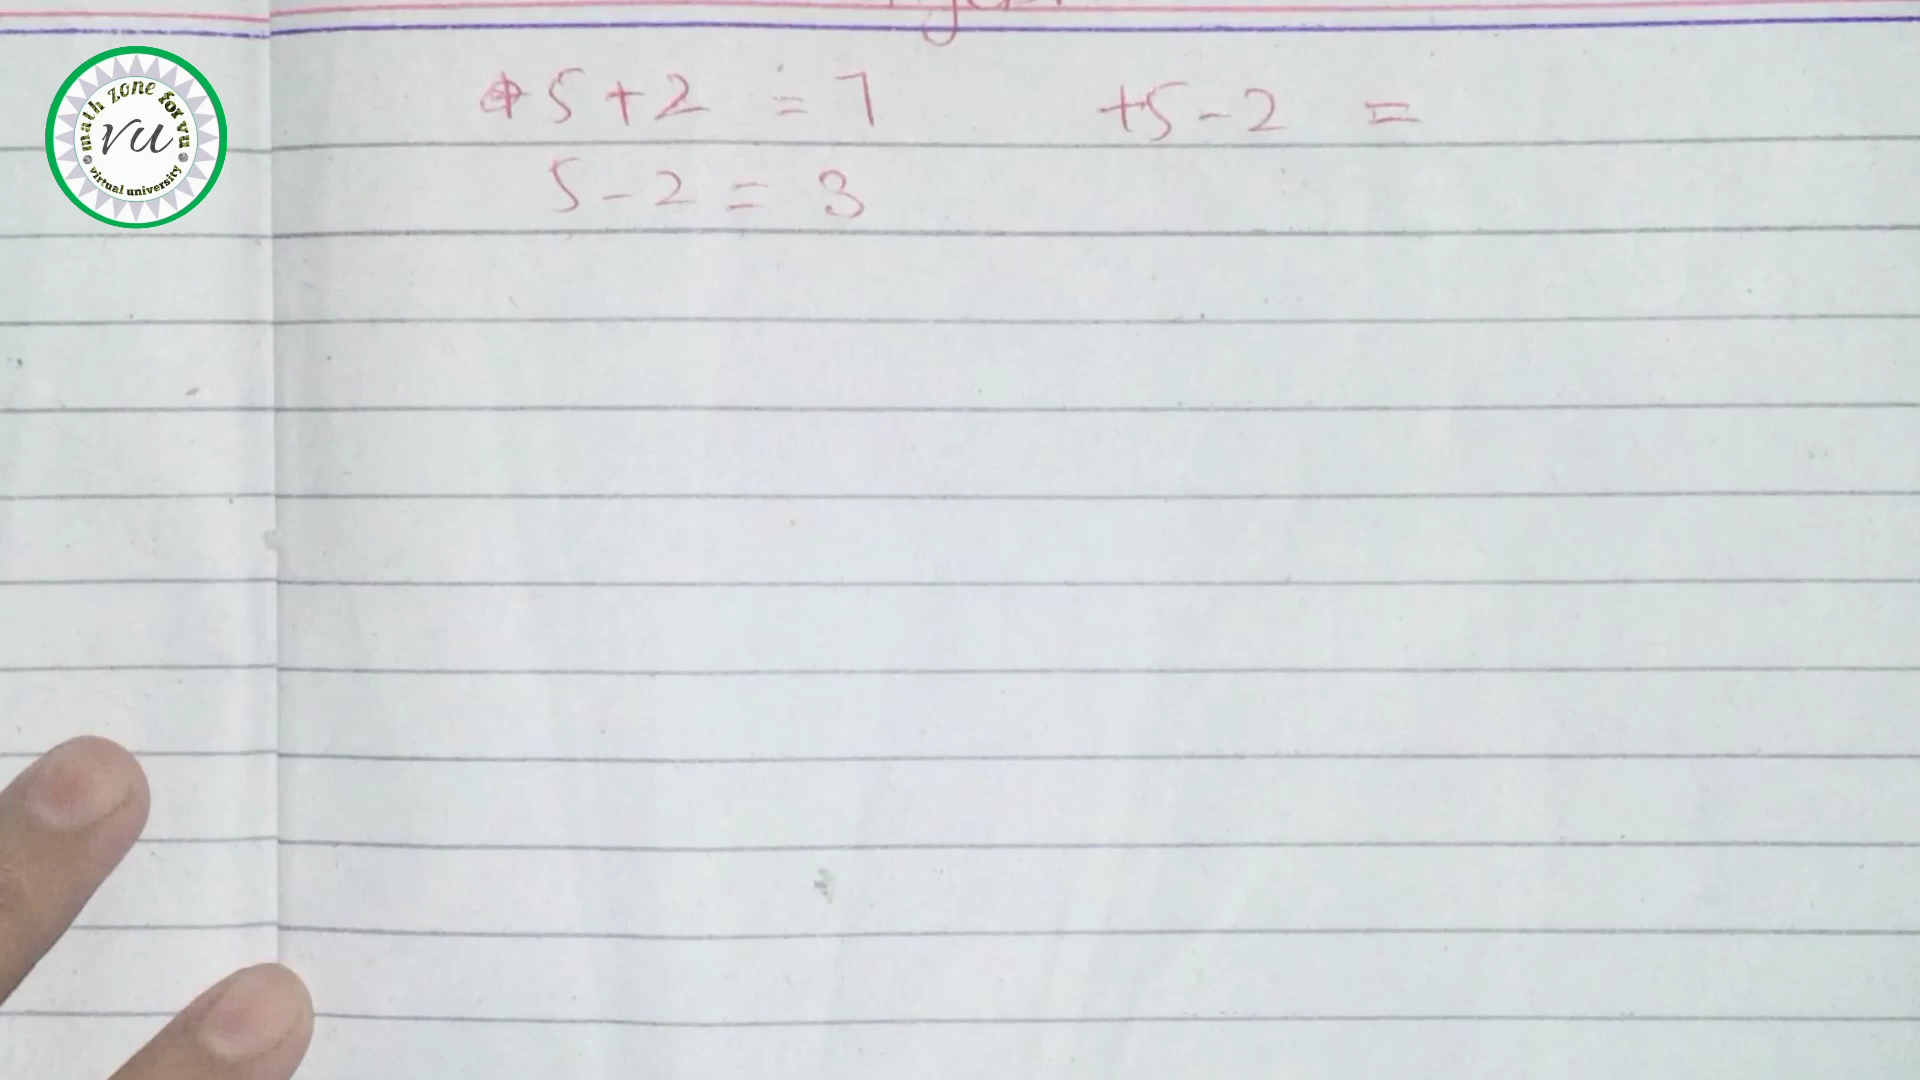 math zone for vu
vu
virtual university
+5 + 2 = 7
+5 - 2 =
5 - 2 = 3